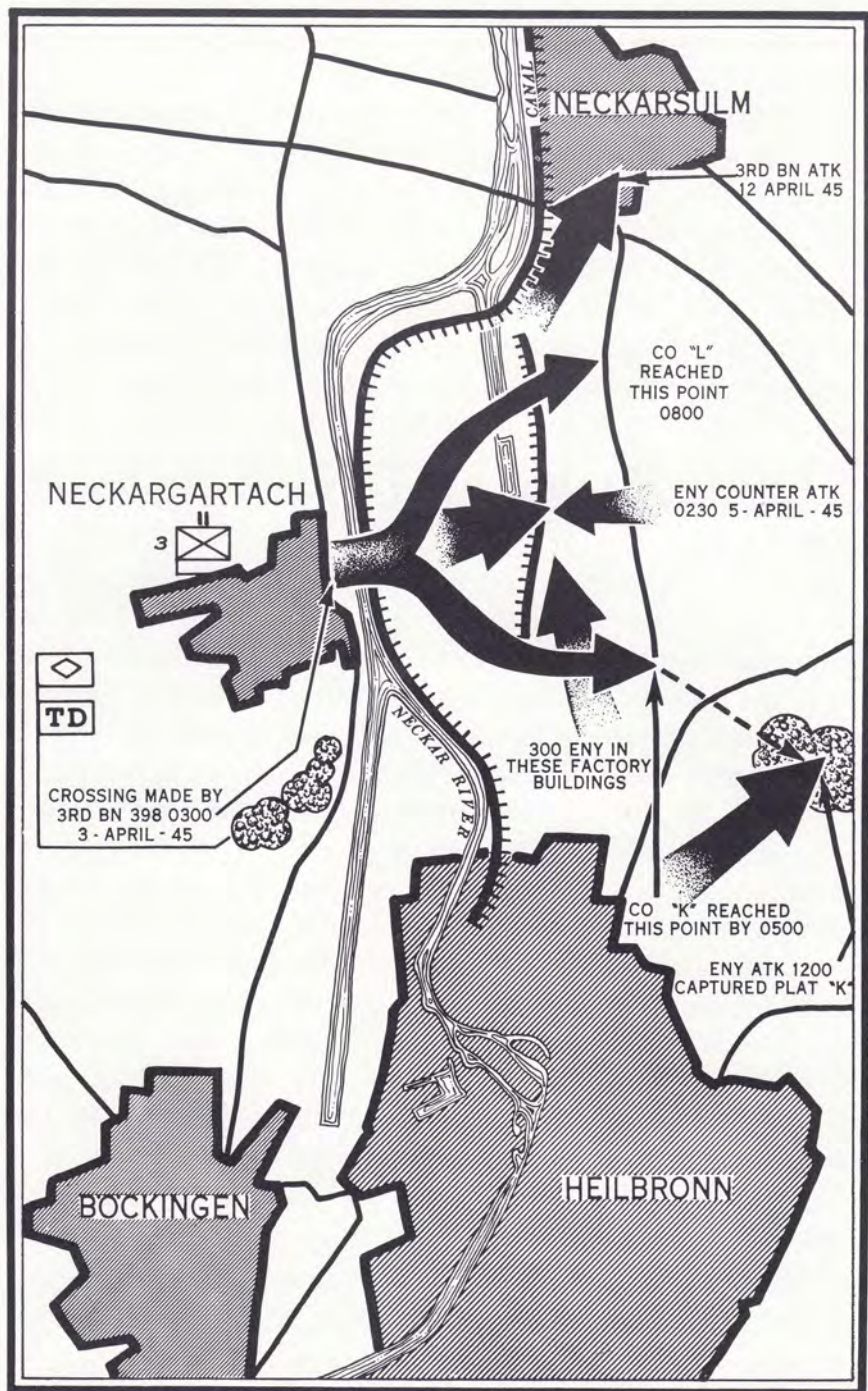 CANAL
NECKARSULM
3RD BN ATK
12 APRIL 45
CO "L"
REACHED
THIS POINT
0800
NECKARGARTACH
3
ENY COUNTER ATK
0230 5 - APRIL - 45
TD
NECKAR RIVER
300 ENY IN
THESE FACTORY
BUILDINGS
CROSSING MADE BY
3RD BN 398 0300
3 - APRIL - 45
CO "K" REACHED
THIS POINT BY 0500
ENY ATK 1200
CAPTURED PLAT "K"
BÖCKINGEN
HEILBRONN